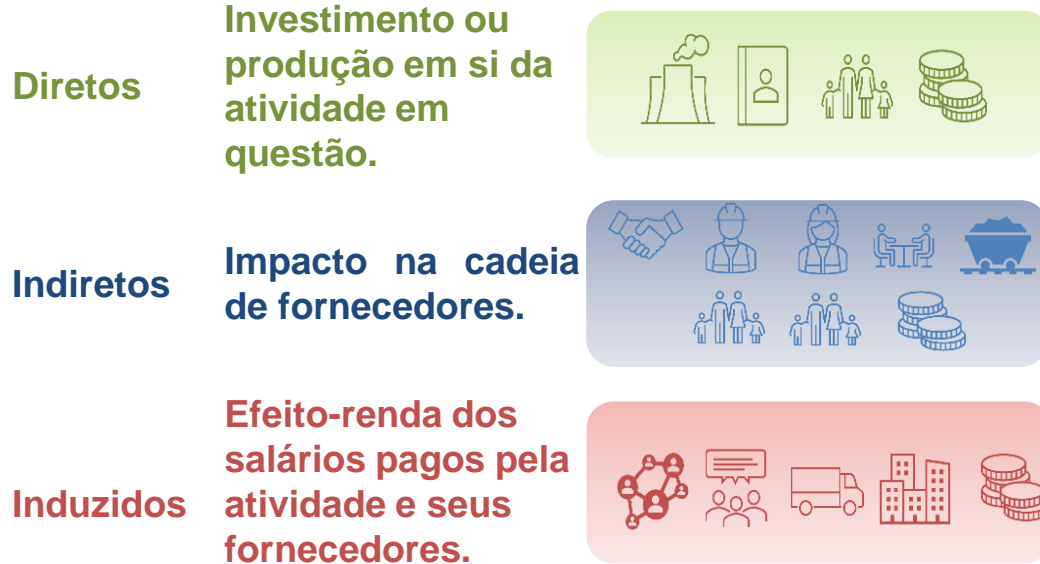 Diretos
Investimento ou
produção em si da
atividade em
questão.
Indiretos
Impacto na cadeia
de fornecedores.
Induzidos
Efeito-renda dos
salários pagos pela
atividade e seus
fornecedores.